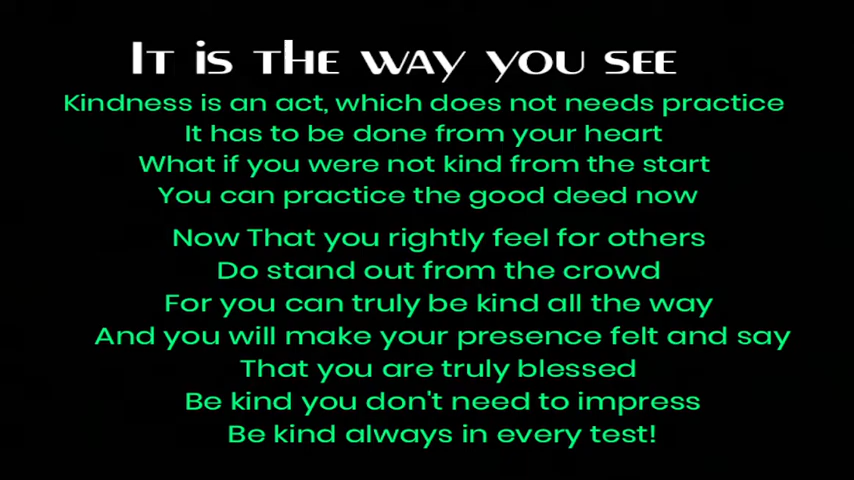 It is the way you see
Kindness is an act, which does not needs practice
It has to be done from your heart
What if you were not kind from the start
You can practice the good deed now
Now That you rightly feel for others
Do stand out from the crowd
For you can truly be kind all the way
And you will make your presence felt and say
That you are truly blessed
Be kind you don't need to impress
Be kind always in every test!